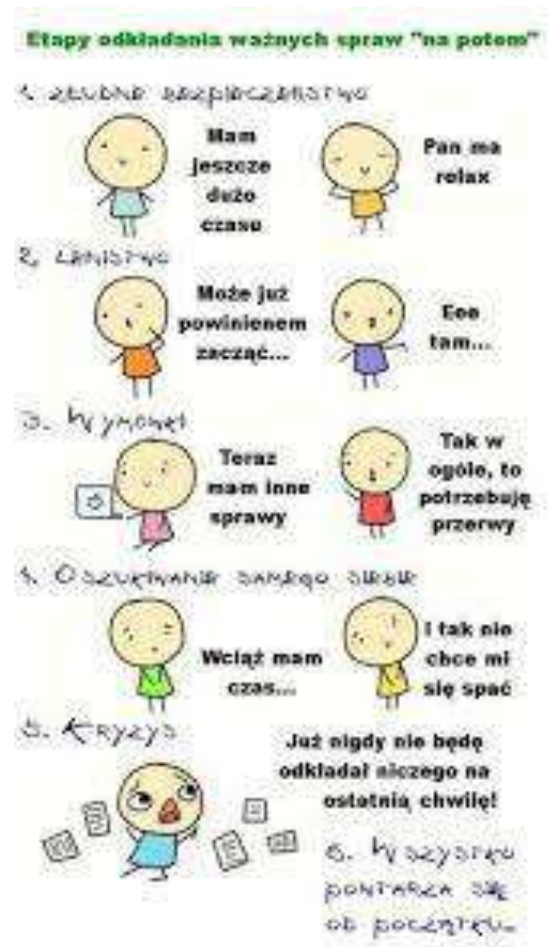 Etapy odkładania ważnych spraw "na potem"
1. ZŁUDNE BEZPIECZEŃSTWO
Mam
jeszcze
dużo
czasu
Pan ma
relax
2. LENISTWO
Może już
powinienem
zacząć...
Eee
tam...
3. WYMÓWKI
Teraz
mam inne
sprawy
Tak w
ogóle, to
potrzebuję
przerwy
4. OSZUKIWANIE SAMEGO SIEBIE
Wciąż mam
czas...
I tak nie
chce mi
się spać
5. KRYZYS
Już nigdy nie będę
odkładał niczego na
ostatnią chwilę!
6. WSZYSTKO
POWTARZA SIĘ
OD POCZĄTKU...